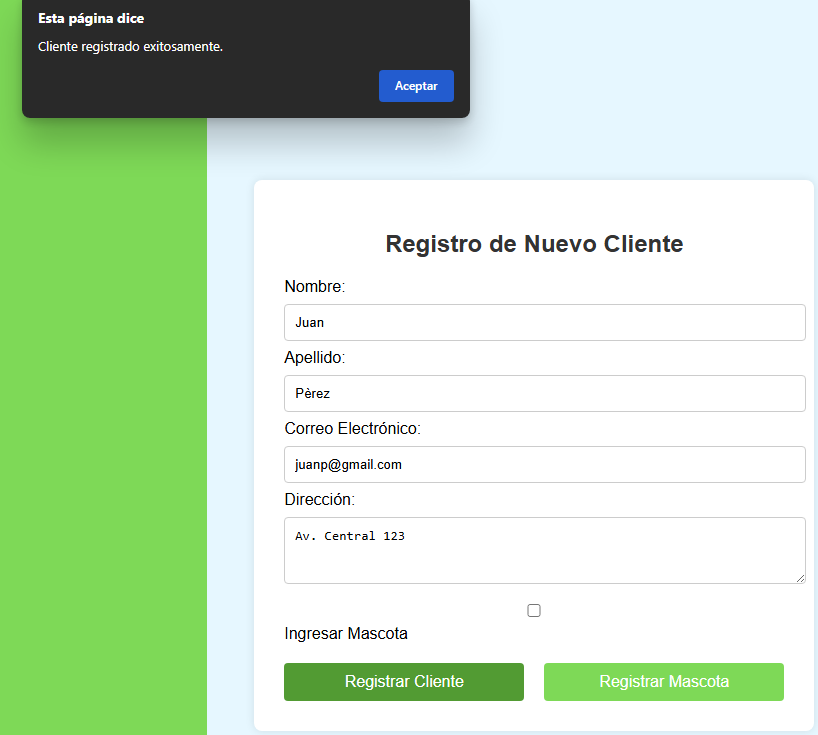 Esta página dice
Cliente registrado exitosamente.
Aceptar
Registro de Nuevo Cliente
Nombre:
Juan
Apellido:
Pèrez
Correo Electrónico:
juanp@gmail.com
Dirección:
Av. Central 123
Ingresar Mascota
Registrar Cliente
Registrar Mascota